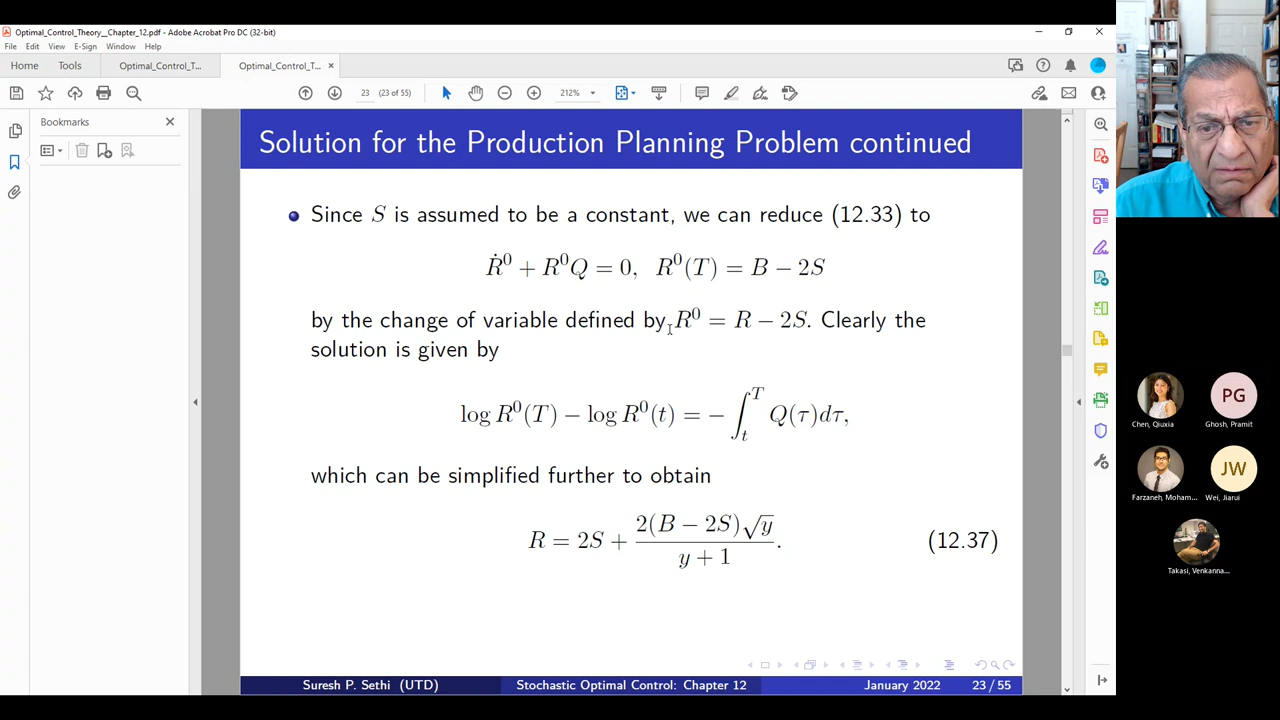 Optimal_Control_Theory__Chapter_12.pdf - Adobe Acrobat Pro DC (32-bit)
File Edit View E-Sign Window Help
Home Tools Optimal_Control_T... Optimal_Control_T... ×
23 (23 of 55) 212%
Bookmarks
Solution for the Production Planning Problem continued
Since S is assumed to be a constant, we can reduce (12.33) to
Ṙ⁰ + R⁰Q = 0, R⁰(T) = B − 2S
by the change of variable defined by R⁰ = R − 2S. Clearly the
solution is given by
log R⁰(T) − log R⁰(t) = − ∫_t^T Q(τ)dτ,
which can be simplified further to obtain
R = 2S + 2(B − 2S)√y / y + 1. (12.37)
Suresh P. Sethi (UTD) Stochastic Optimal Control: Chapter 12 January 2022 23 / 55
PG
Chen, Qiuxia Ghosh, Pramit
JW
Farzaneh, Moham... Wei, Jiarui
Takasi, Venkanna...